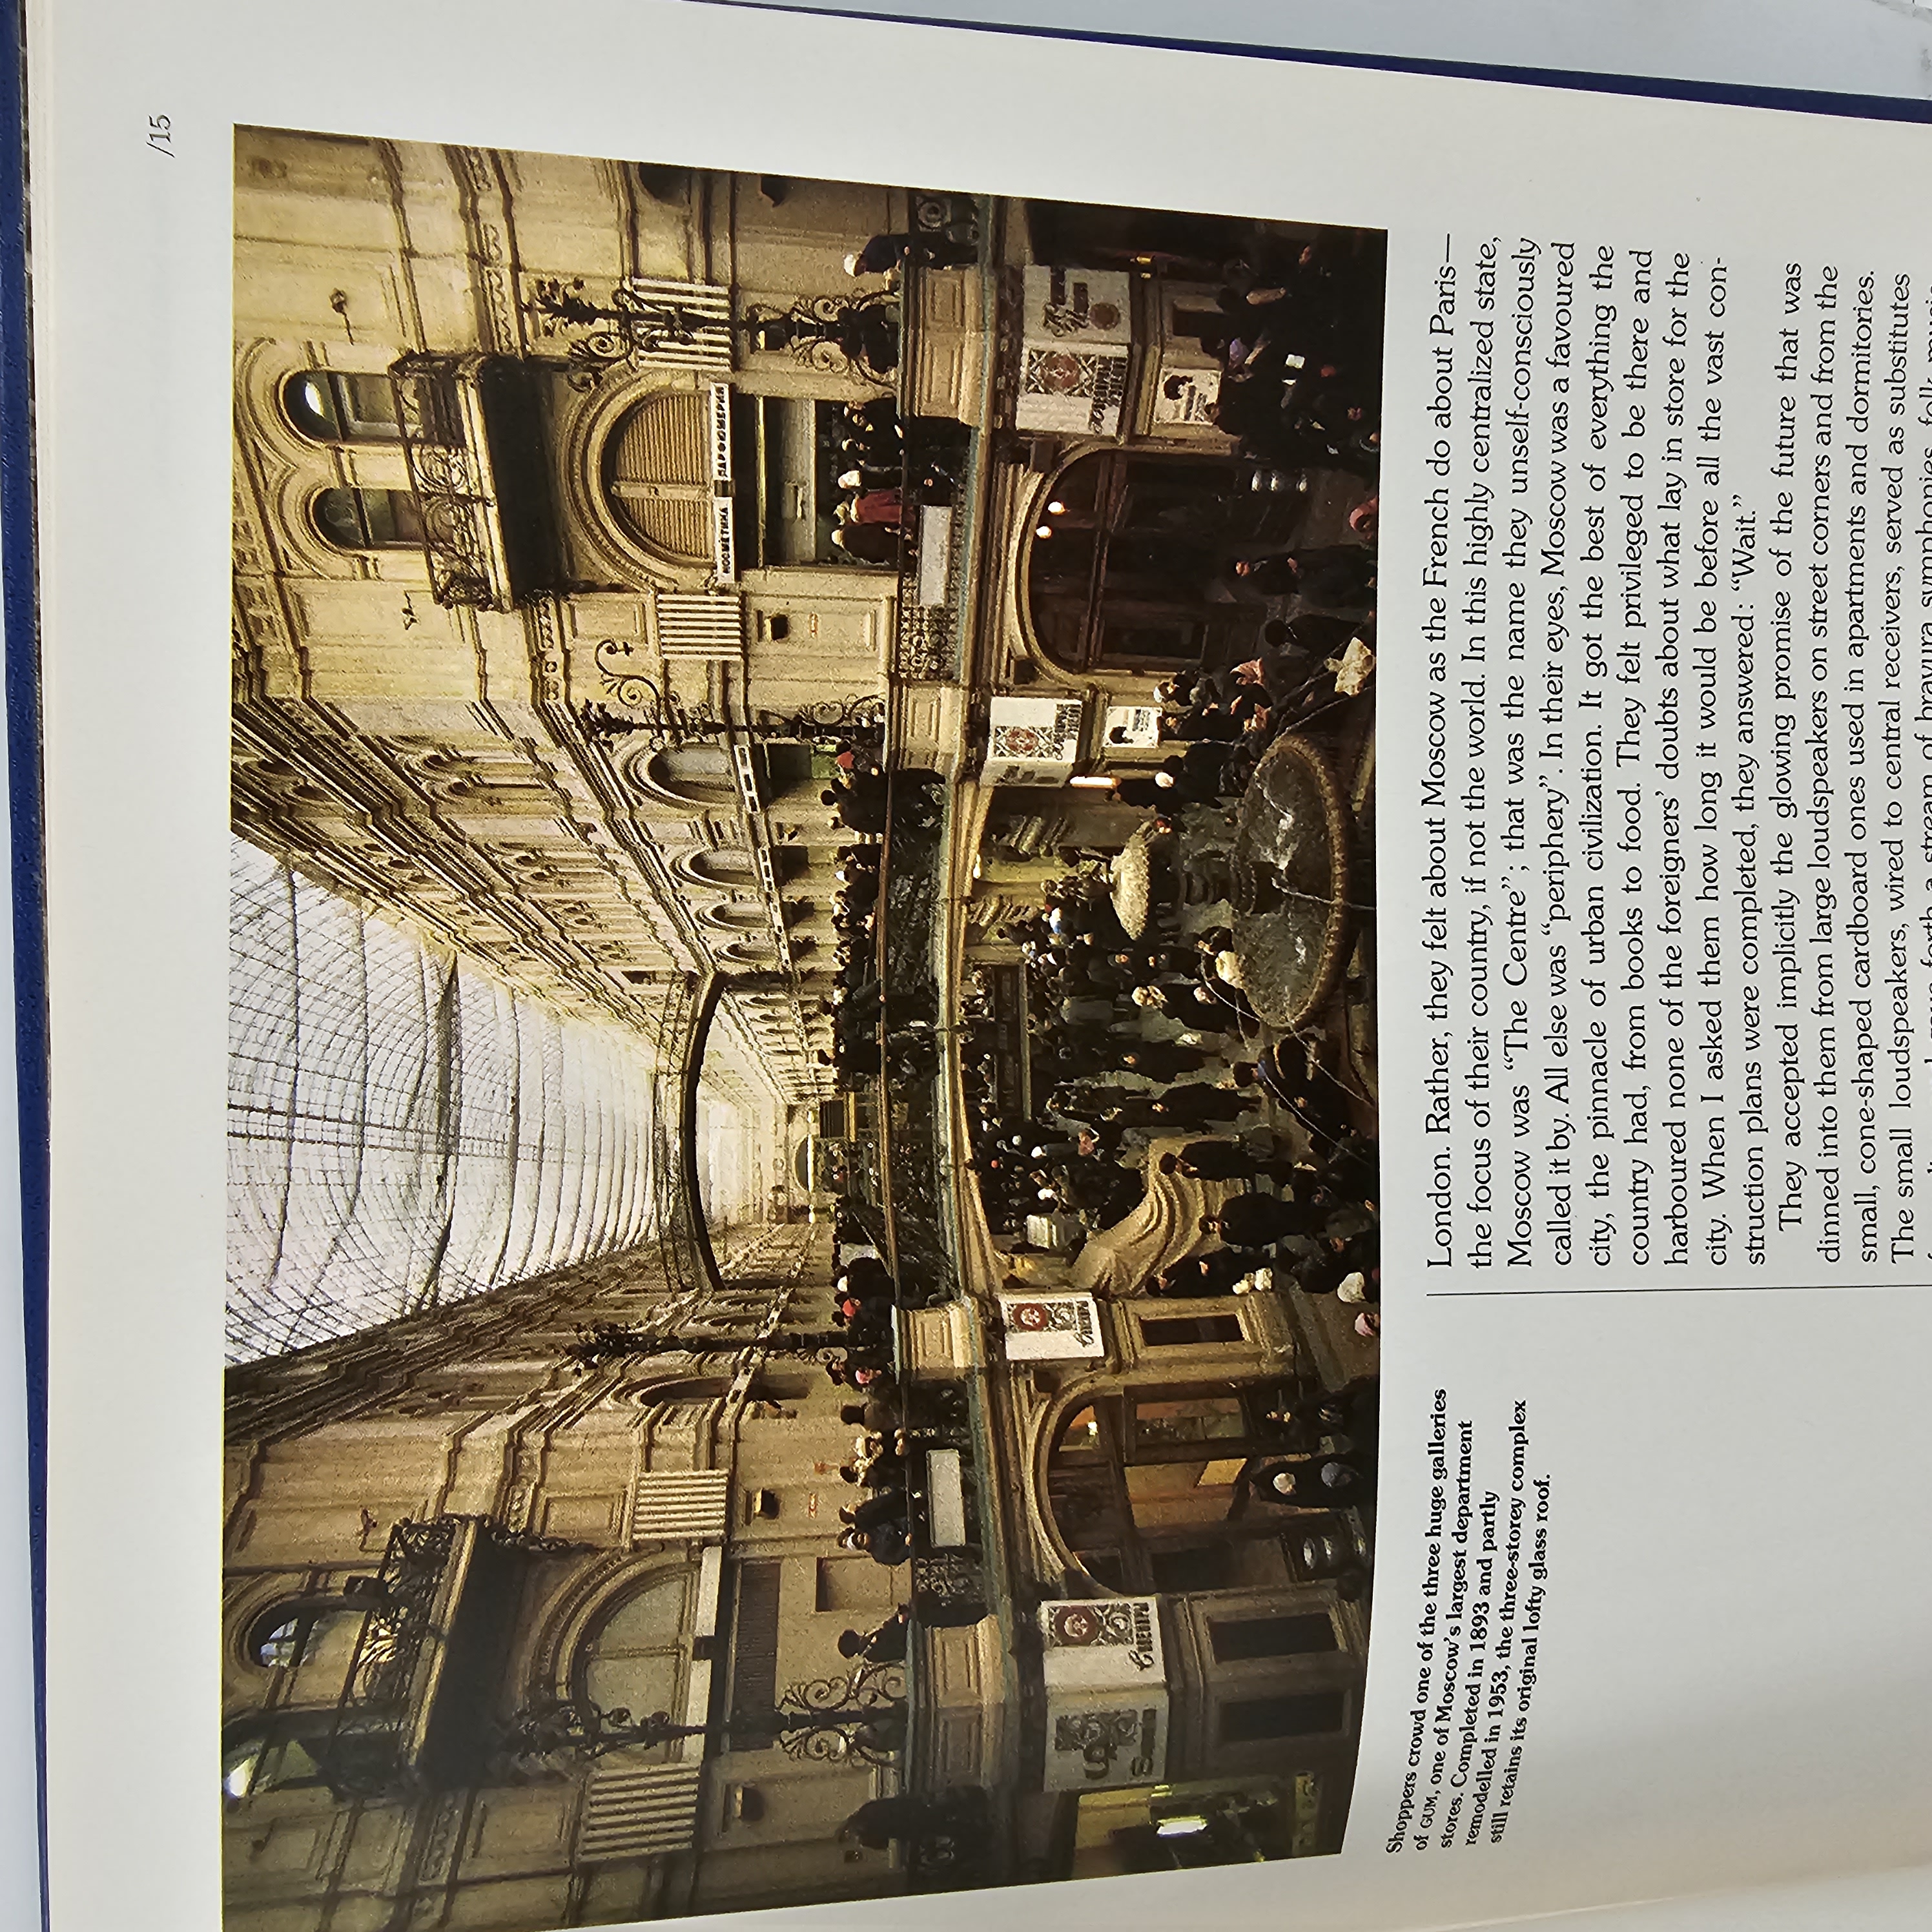 /15
КОСМЕТИКА ПАРФЮМЕРИЯ
Сувениры
Сувениры
Shoppers crowd one of the three huge galleries
of GUM, one of Moscow's largest department
stores. Completed in 1893 and partly
remodelled in 1953, the three-storey complex
still retains its original lofty glass roof.
London. Rather, they felt about Moscow as the French do about Paris—
the focus of their country, if not the world. In this highly centralized state,
Moscow was “The Centre”; that was the name they unself-consciously
called it by. All else was “periphery”. In their eyes, Moscow was a favoured
city, the pinnacle of urban civilization. It got the best of everything the
country had, from books to food. They felt privileged to be there and
harboured none of the foreigners’ doubts about what lay in store for the
city. When I asked them how long it would be before all the vast con-
struction plans were completed, they answered: “Wait.”
They accepted implicitly the glowing promise of the future that was
dinned into them from large loudspeakers on street corners and from the
small, cone-shaped cardboard ones used in apartments and dormitories.
The small loudspeakers, wired to central receivers, served as substitutes
forth a stream of bravura symphonies, folk music,